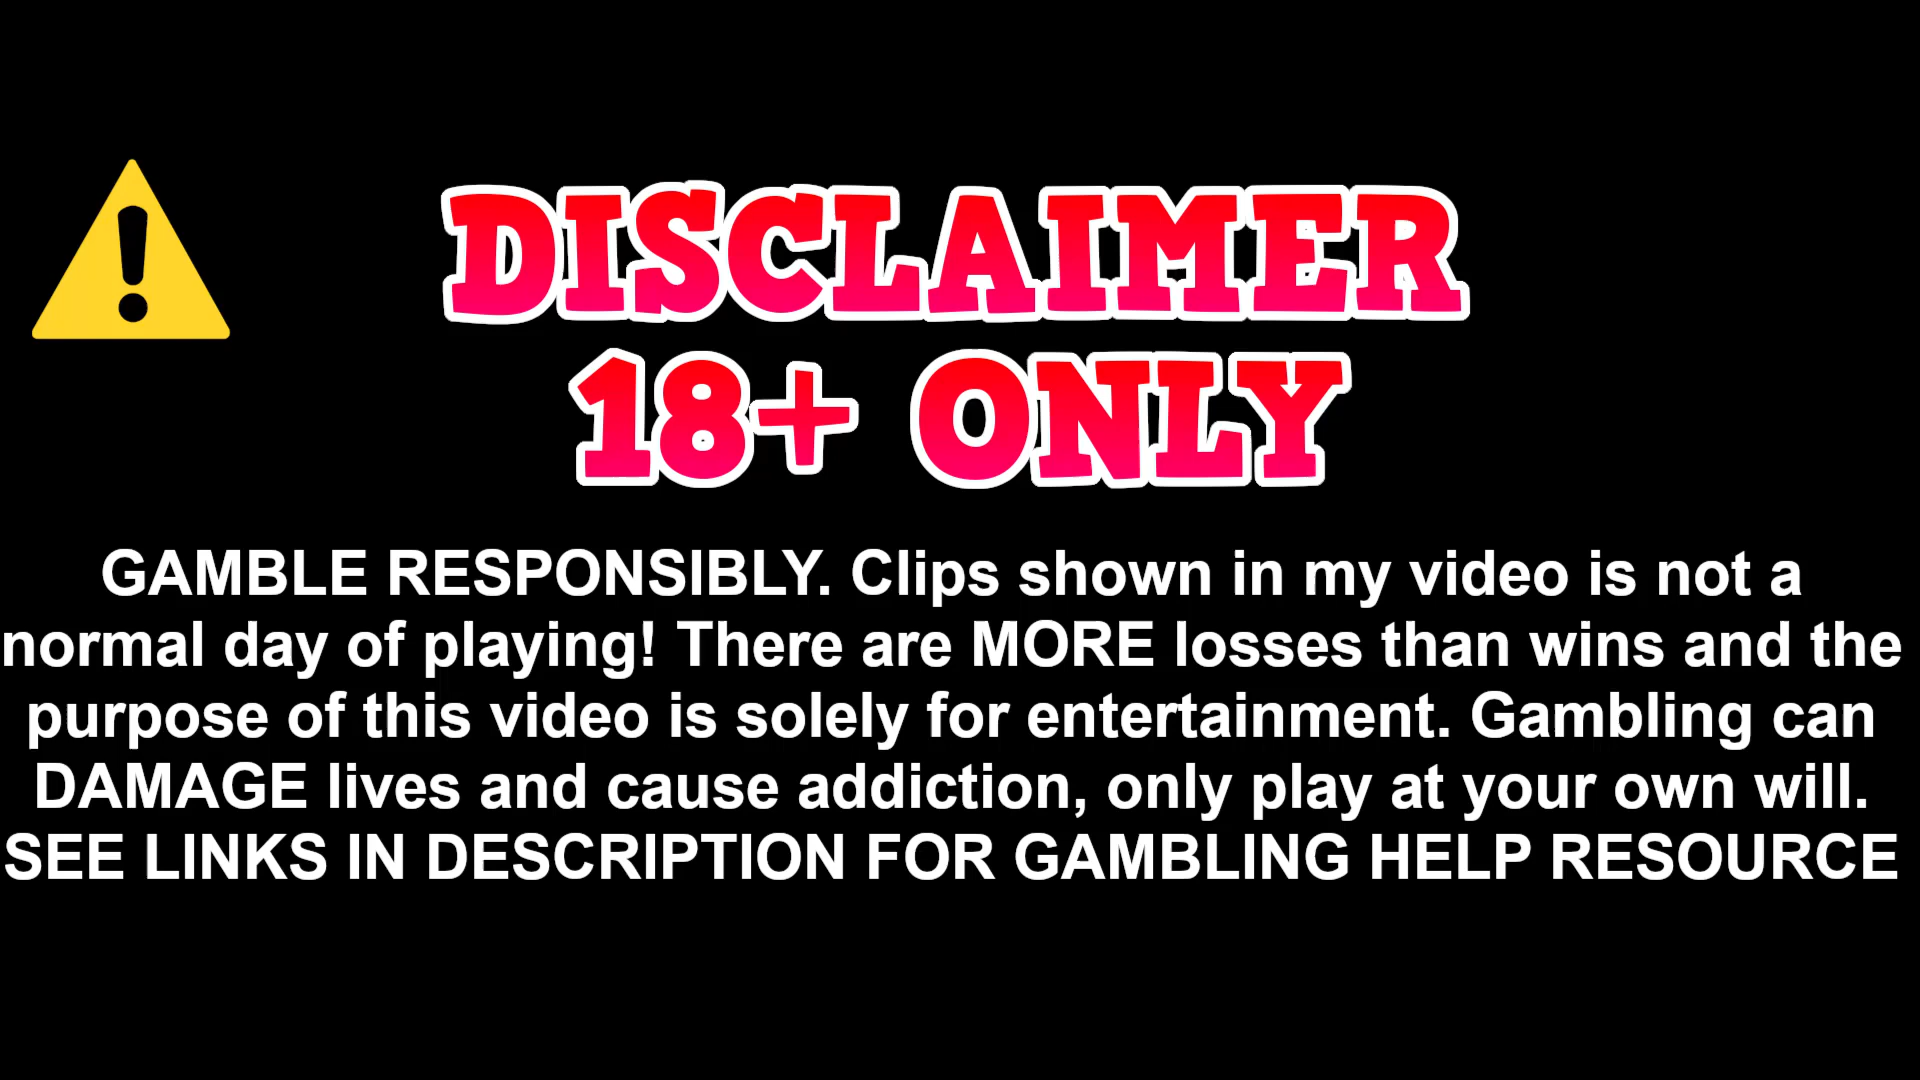 DISCLAIMER
18+ ONLY
GAMBLE RESPONSIBLY. Clips shown in my video is not a
normal day of playing! There are MORE losses than wins and the
purpose of this video is solely for entertainment. Gambling can
DAMAGE lives and cause addiction, only play at your own will.
SEE LINKS IN DESCRIPTION FOR GAMBLING HELP RESOURCE